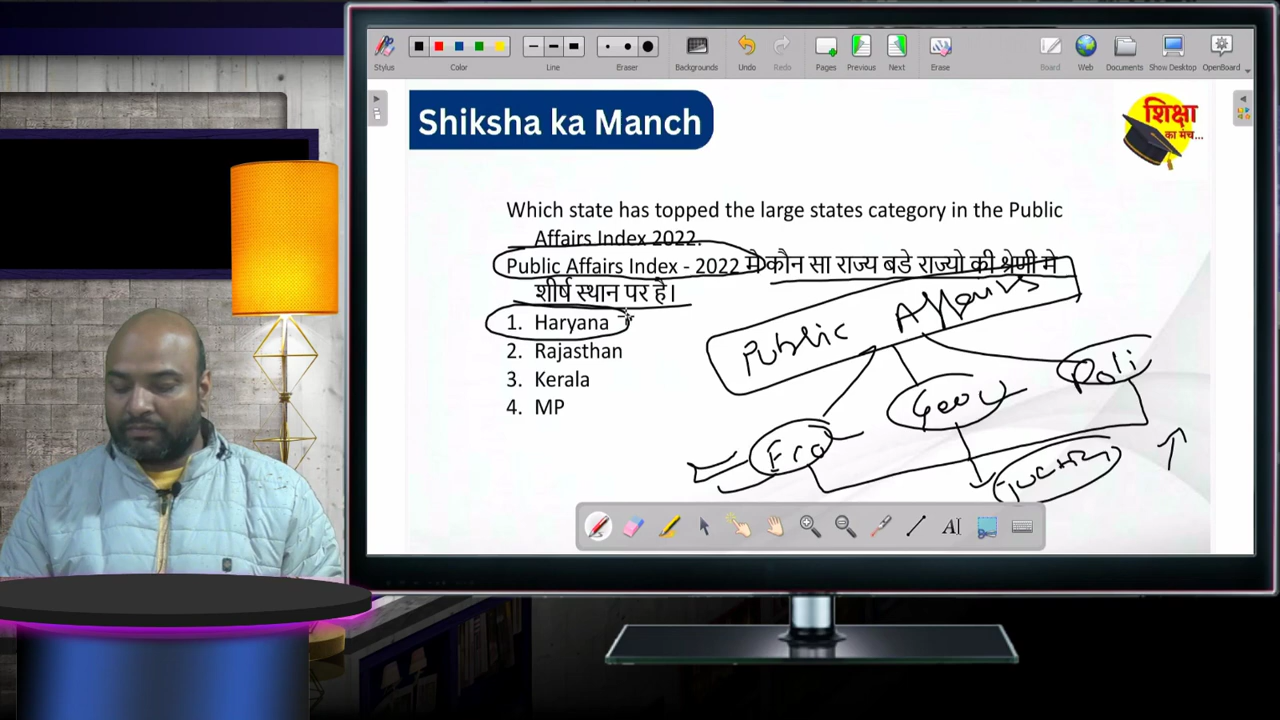 Stylus
Color
Line
Eraser
Backgrounds
Undo
Redo
Pages
Previous
Next
Erase
Board
Web
Documents
Show Desktop
OpenBoard
Shiksha ka Manch
शिक्षा
का मंच...
Which state has topped the large states category in the Public
Affairs Index 2022.
Public Affairs Index - 2022 मे कौन सा राज्य बडे राज्यो की श्रेणी मे
शीर्ष स्थान पर है।
1. Haryana
2. Rajasthan
3. Kerala
4. MP
Public Affairs
Poli
Eco
AI